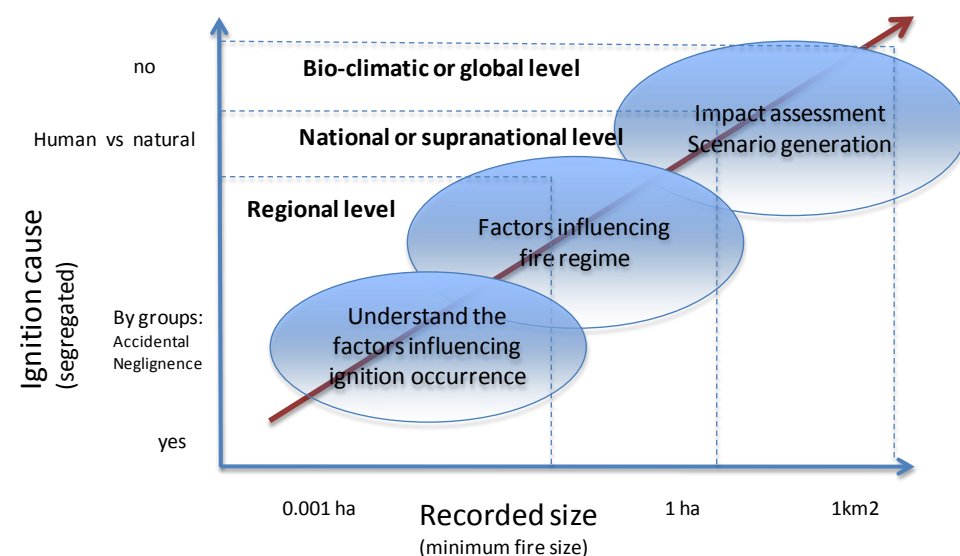 no
Bio-climatic or global level
Human vs natural
National or supranational level
Impact assessment
Scenario generation
Regional level
Factors influencing
fire regime
Ignition cause
(segregated)
By groups:
Accidental
Neglignence
Understand the
factors influencing
ignition occurrence
yes
0.001 ha
1 ha
1km2
Recorded size
(minimum fire size)